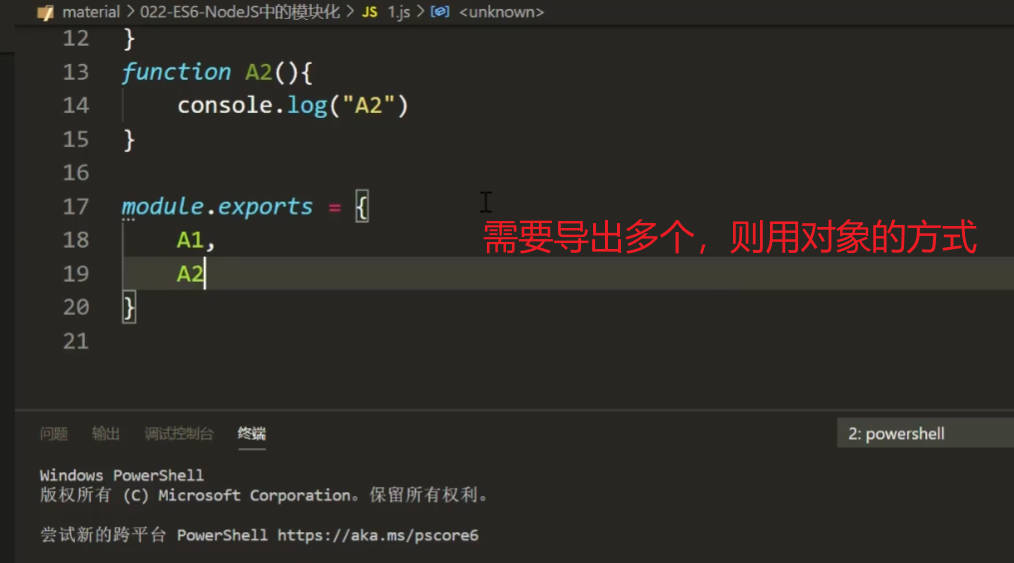 material > 022-ES6-NodeJS中的模块化 > JS 1.js > <unknown>
12 }
13 function A2(){
14 console.log("A2")
15 }
16
17 module.exports = {
需要导出多个，则用对象的方式
18 A1,
19 A2
20 }
21
问题 输出 调试控制台 终端 2: powershell
Windows PowerShell
版权所有 (C) Microsoft Corporation。保留所有权利。
尝试新的跨平台 PowerShell https://aka.ms/pscore6